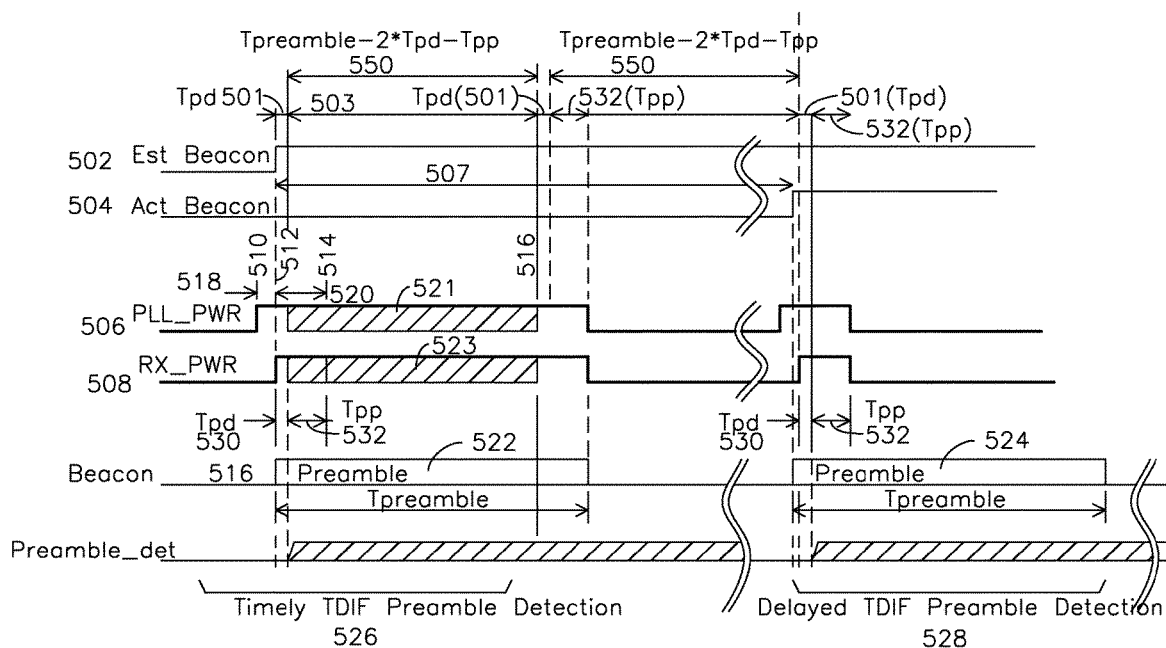 Tpreamble-2*Tpd-Tpp Tpreamble-2*Tpd-Tpp
550 550
Tpd 501 503 Tpd(501) 532(Tpp) 501(Tpd)
532(Tpp)
502 Est Beacon
507
504 Act Beacon
510 512 514 516
518 520 521
506 PLL_PWR
523
508 RX_PWR
Tpd Tpp Tpd Tpp
530 532 530 532
522 524
Beacon 516 Preamble Preamble
Tpreamble Tpreamble
Preamble_det
Timely TDIF Preamble Detection Delayed TDIF Preamble Detection
526 528